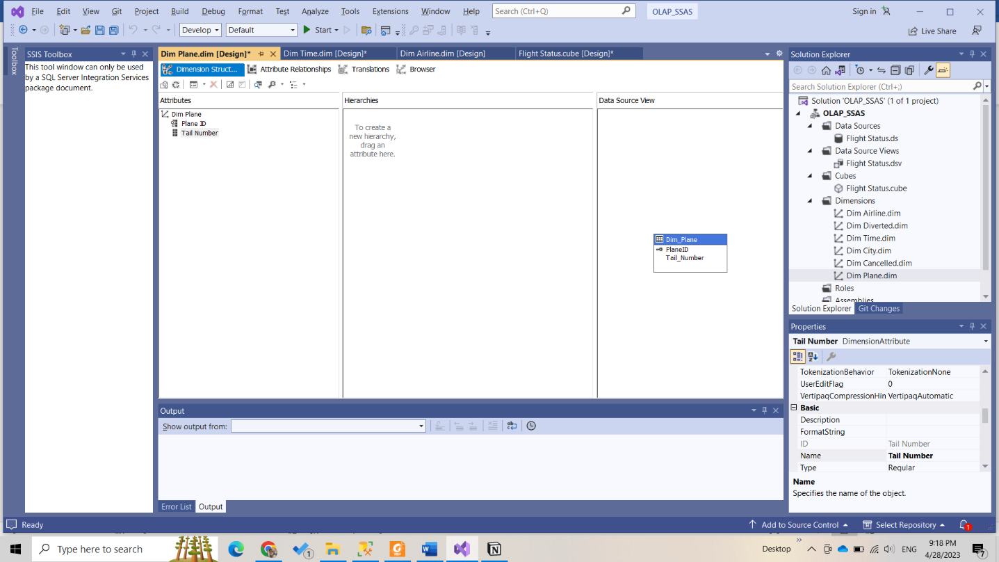 File Edit View Git Project Build Debug Format Test Analyze Tools Extensions Window Help Search (Ctrl+Q) OLAP_SSAS Sign in
Develop Default Start Live Share
Toolbox
SSIS Toolbox
This tool window can only be used
by a SQL Server Integration Services
package document.
Dim Plane.dim [Design]* Dim Time.dim [Design]* Dim Airline.dim [Design] Flight Status.cube [Design]*
Dimension Struct... Attribute Relationships Translations Browser
Attributes
Dim Plane
Plane ID
Tail Number
Hierarchies
To create a
new hierarchy,
drag an
attribute here.
Data Source View
Dim_Plane
PlaneID
Tail_Number
Output
Show output from:
Error List Output
Solution Explorer
Search Solution Explorer (Ctrl+;)
Solution 'OLAP_SSAS' (1 of 1 project)
OLAP_SSAS
Data Sources
Flight Status.ds
Data Source Views
Flight Status.dsv
Cubes
Flight Status.cube
Dimensions
Dim Airline.dim
Dim Diverted.dim
Dim Time.dim
Dim City.dim
Dim Cancelled.dim
Dim Plane.dim
Roles
Assemblies
Solution Explorer Git Changes
Properties
Tail Number DimensionAttribute
TokenizationBehavior TokenizationNone
UserEditFlag 0
VertipaqCompressionHin VertipaqAutomatic
Basic
Description
FormatString
ID Tail Number
Name Tail Number
Type Regular
Name
Specifies the name of the object.
Ready Add to Source Control Select Repository 1
Type here to search 1 Desktop ENG 9:18 PM
4/28/2023 7